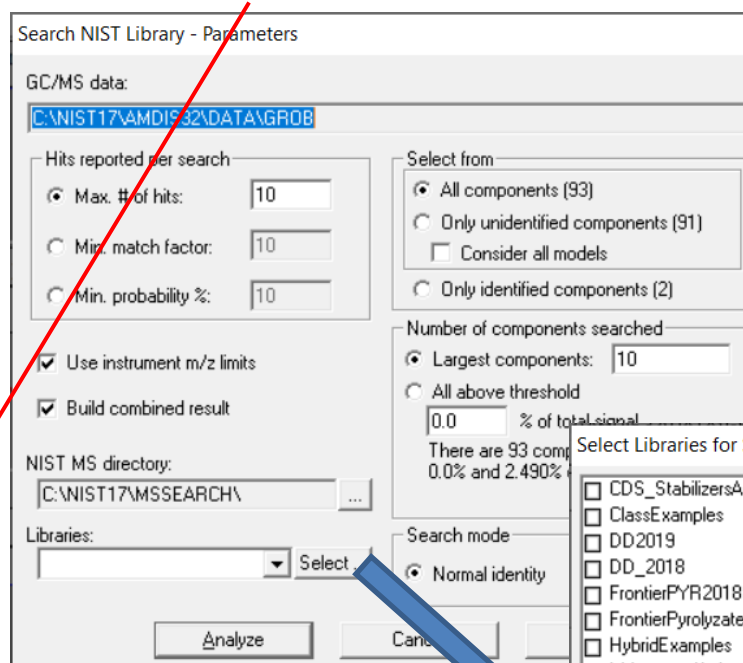 Search NIST Library - Parameters
GC/MS data:
C:\NIST17\AMDIS32\DATA\GROB
Hits reported per search
Max. # of hits: 10
Min. match factor: 10
Min. probability %: 10
Use instrument m/z limits
Build combined result
NIST MS directory:
C:\NIST17\MSSEARCH\ ...
Libraries:
Select
Analyze
Select from
All components (93)
Only unidentified components (91)
Consider all models
Only identified components (2)
Number of components searched
Largest components: 10
All above threshold
0.0 % of total signal
There are 93 comp
0.0% and 2.490%
Search mode
Normal identity
Canc
Select Libraries for
CDS_StabilizersA
ClassExamples
DD2019
DD_2018
FrontierPYR2018
FrontierPyrolyzate
HybridExamples